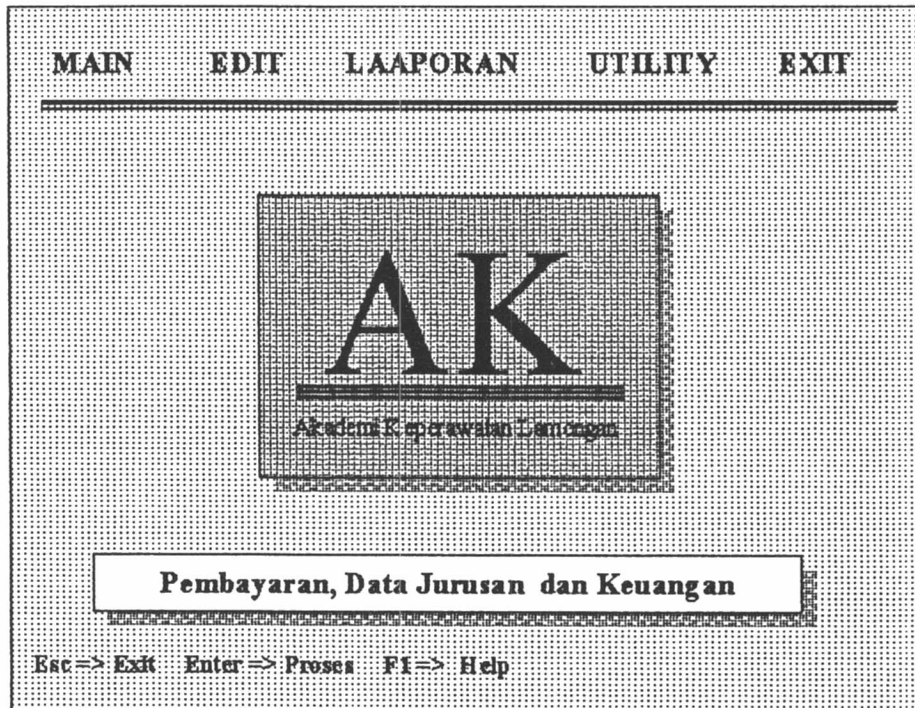 MAIN EDIT LAAPORAN UTILITY EXIT
AK
Akademi Keperawatan Lamongan
Pembayaran, Data Jurusan dan Keuangan
Esc => Exit Enter => Proses F1 => Help